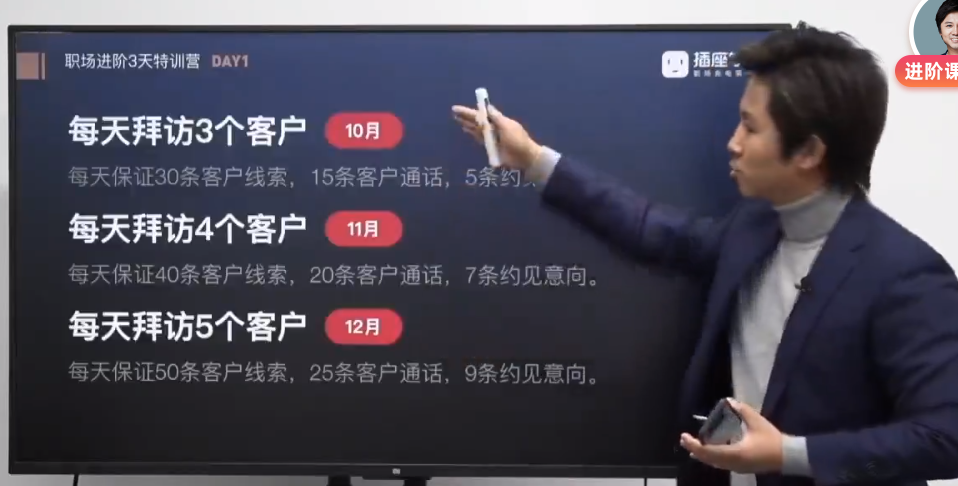 职场进阶3天特训营 DAY1
插座
每天拜访3个客户 10月
每天保证30条客户线索，15条客户通话，5条约
每天拜访4个客户 11月
每天保证40条客户线索，20条客户通话，7条约见意向。
每天拜访5个客户 12月
每天保证50条客户线索，25条客户通话，9条约见意向。
进阶课